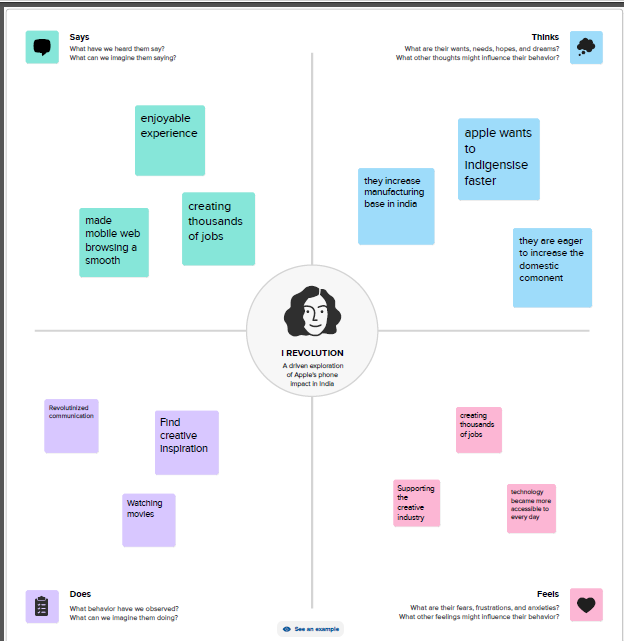 Says
What have we heard them say?
What can we imagine them saying?
Thinks
What are their wants, needs, hopes, and dreams?
What other thoughts might influence their behavior?
enjoyable
experience
made
mobile web
browsing a
smooth
creating
thousands
of jobs
apple wants
to
indigensise
faster
they increase
manufacturing
base in india
they are eager
to increase the
domestic
comonent
I REVOLUTION
A driven exploration
of Apple's phone
impact in India
Revolutinized
communication
Find
creative
inspiration
Watching
movies
creating
thousands
of jobs
Supporting
the
creative
industry
technology
became more
accessible to
every day
Does
What behavior have we observed?
What can we imagine them doing?
Feels
What are their fears, frustrations, and anxieties?
What other feelings might influence their behavior?
See an example